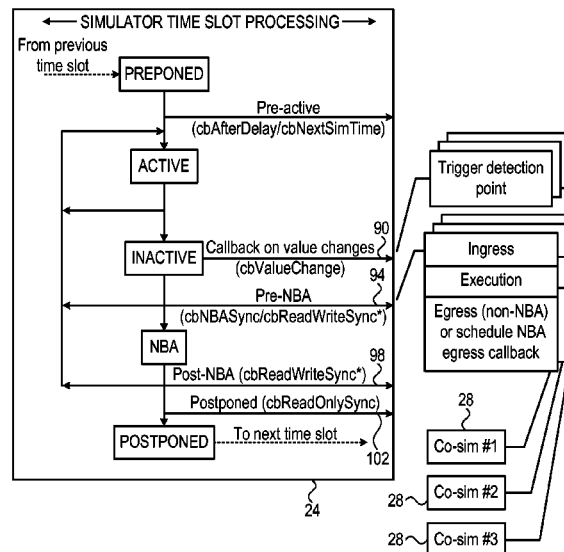 SIMULATOR TIME SLOT PROCESSING
From previous
time slot
PREPONED
Pre-active
(cbAfterDelay/cbNextSimTime)
ACTIVE
90
INACTIVE
Callback on value changes
(cbValueChange)
94
Pre-NBA
(cbNBASync/cbReadWriteSync*)
NBA
98
Post-NBA (cbReadWriteSync*)
Postponed (cbReadOnlySync)
POSTPONED
To next time slot
102
24
Trigger detection
point
Ingress
Execution
Egress (non-NBA)
or schedule NBA
egress callback
28
Co-sim #1
28
Co-sim #2
28
Co-sim #3